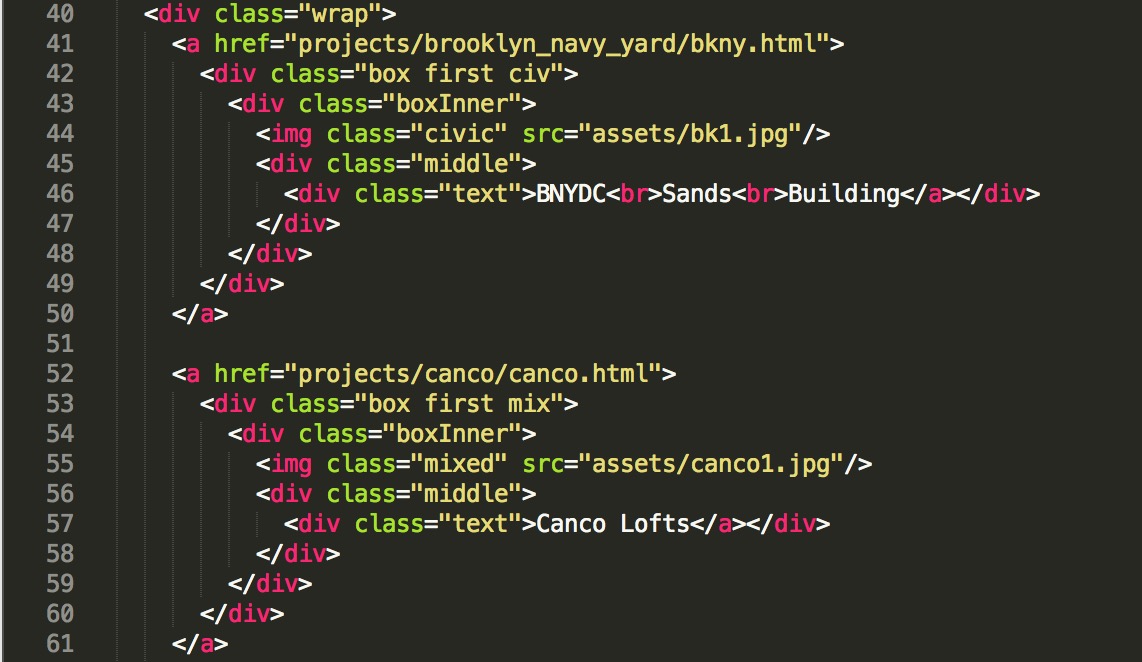 40 <div class="wrap">
41 <a href="projects/brooklyn_navy_yard/bkny.html">
42 <div class="box first civ">
43 <div class="boxInner">
44 <img class="civic" src="assets/bk1.jpg"/>
45 <div class="middle">
46 <div class="text">BNYDC<br>Sands<br>Building</a></div>
47 </div>
48 </div>
49 </div>
50 </a>
51
52 <a href="projects/canco/canco.html">
53 <div class="box first mix">
54 <div class="boxInner">
55 <img class="mixed" src="assets/canco1.jpg"/>
56 <div class="middle">
57 <div class="text">Canco Lofts</a></div>
58 </div>
59 </div>
60 </div>
61 </a>